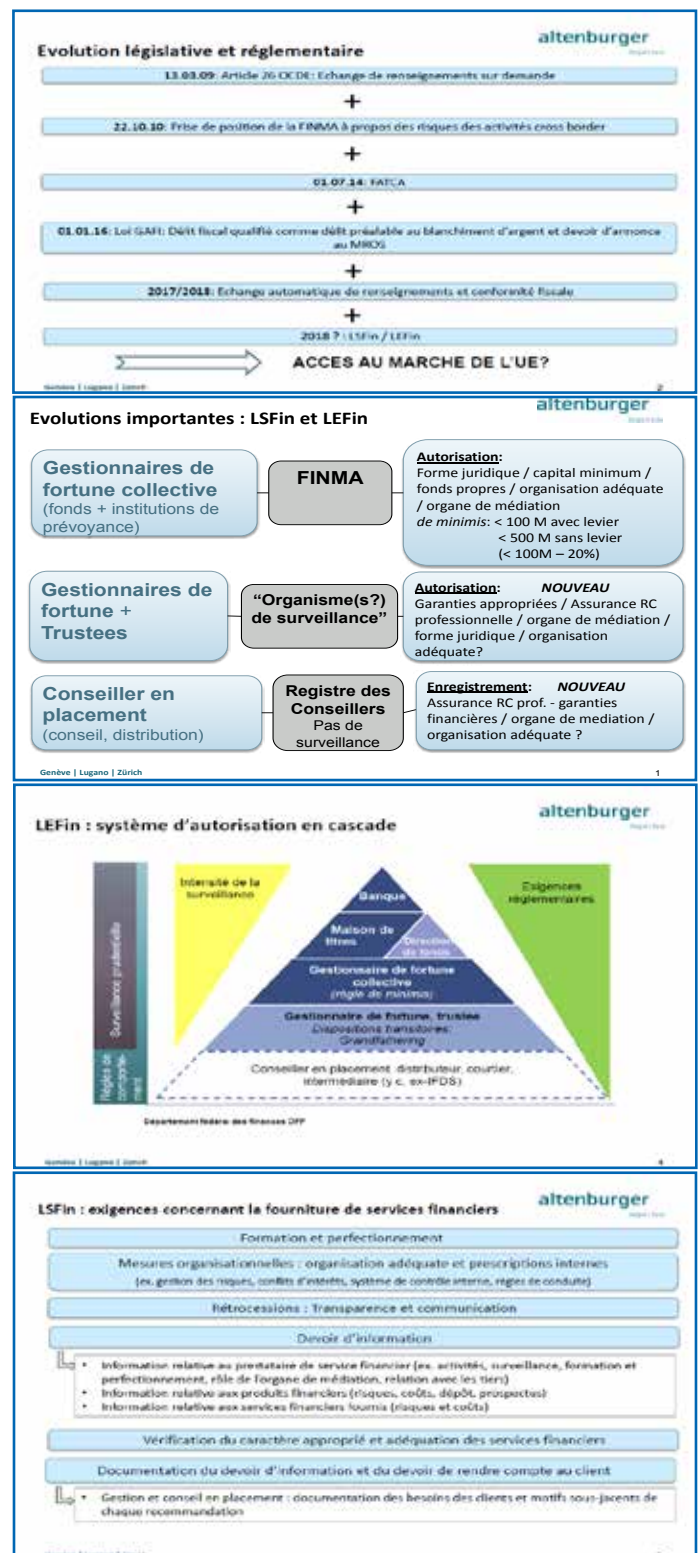 altenburger
Evolution législative et réglementaire
13.03.09: Article 26 OCDE: Echange de renseignements sur demande
+
22.10.10: Prise de position de la FINMA à propos des risques des activités cross border
+
01.07.14: FATCA
+
01.01.16: Loi GAFI: Délit fiscal qualifié comme délit préalable au blanchiment d'argent et devoir d'annonce
au MROS
+
2017/2018: Echange automatique de renseignements et conformité fiscale
+
2018 ? : LSFin / LEFin
ACCES AU MARCHE DE L'UE?
Genève | Lugano | Zürich
2
altenburger
Evolutions importantes : LSFin et LEFin
Gestionnaires de
fortune collective
(fonds + institutions de
prévoyance)
FINMA
Autorisation:
Forme juridique / capital minimum /
fonds propres / organisation adéquate
/ organe de médiation
de minimis: < 100 M avec levier
< 500 M sans levier
(< 100M – 20%)
Gestionnaires de
fortune +
Trustees
“Organisme(s?)
de surveillance”
Autorisation: NOUVEAU
Garanties appropriées / Assurance RC
professionnelle / organe de médiation /
forme juridique / organisation
adéquate?
Conseiller en
placement
(conseil, distribution)
Registre des
Conseillers
Pas de
surveillance
Enregistrement: NOUVEAU
Assurance RC prof. - garanties
financières / organe de mediation /
organisation adéquate ?
Genève | Lugano | Zürich
1
altenburger
LEFin : système d'autorisation en cascade
Surveillance prudentielle
Règles de
comporte-
ment
Intensité de la
surveillance
Exigences
réglementaires
Banque
Maison de
titres
Direction
de fonds
Gestionnaire de fortune
collective
(règle de minimis)
Gestionnaire de fortune, trustee
Dispositions transitoires:
Grandfathering
Conseiller en placement, distributeur, courtier,
intermédiaire (y c. ex-IFDS)
Département fédéral des finances DFF
Genève | Lugano | Zürich
4
altenburger
LSFin : exigences concernant la fourniture de services financiers
Formation et perfectionnement
Mesures organisationnelles : organisation adéquate et prescriptions internes
(ex. gestion des risques, conflits d'intérêts, système de contrôle interne, règles de conduite)
Rétrocessions : Transparence et communication
Devoir d'information
• Information relative au prestataire de service financier (ex. activités, surveillance, formation et
perfectionnement, rôle de l'organe de médiation, relation avec les tiers)
• Information relative aux produits financiers (risques, coûts, dépôt, prospectus)
• Information relative aux services financiers fournis (risques et coûts)
Vérification du caractère approprié et adéquation des services financiers
Documentation du devoir d'information et du devoir de rendre compte au client
• Gestion et conseil en placement : documentation des besoins des clients et motifs sous-jacents de
chaque recommandation